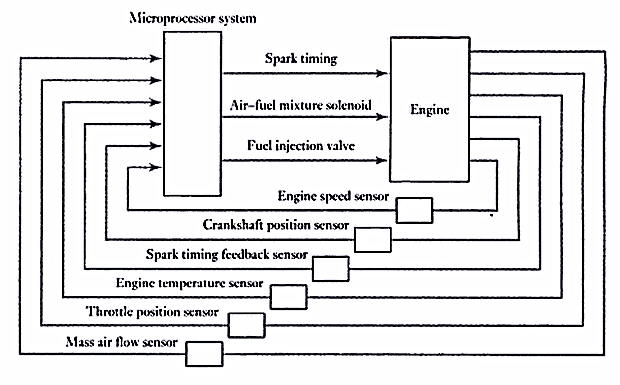 Microprocessor system
Spark timing
Air–fuel mixture solenoid
Engine
Fuel injection valve
Engine speed sensor
Crankshaft position sensor
Spark timing feedback sensor
Engine temperature sensor
Throttle position sensor
Mass air flow sensor